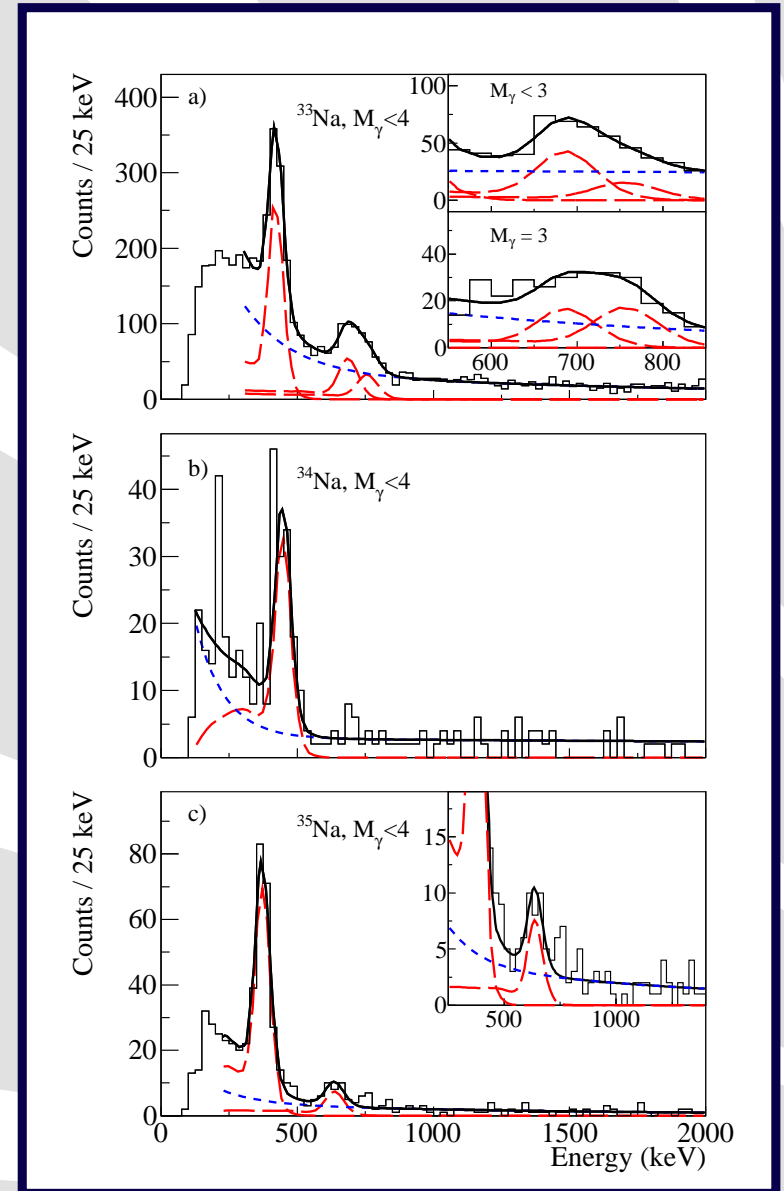 a)
³³Na, Mγ<4
Counts / 25 keV
400
300
200
100
0
Mγ < 3
100
50
0
Mγ = 3
40
20
0
600 700 800
b)
³⁴Na, Mγ<4
Counts / 25 keV
40
30
20
10
0
c)
³⁵Na, Mγ<4
Counts / 25 keV
80
60
40
20
0
15
10
5
0
500 1000
0 500 1000 1500 2000
Energy (keV)